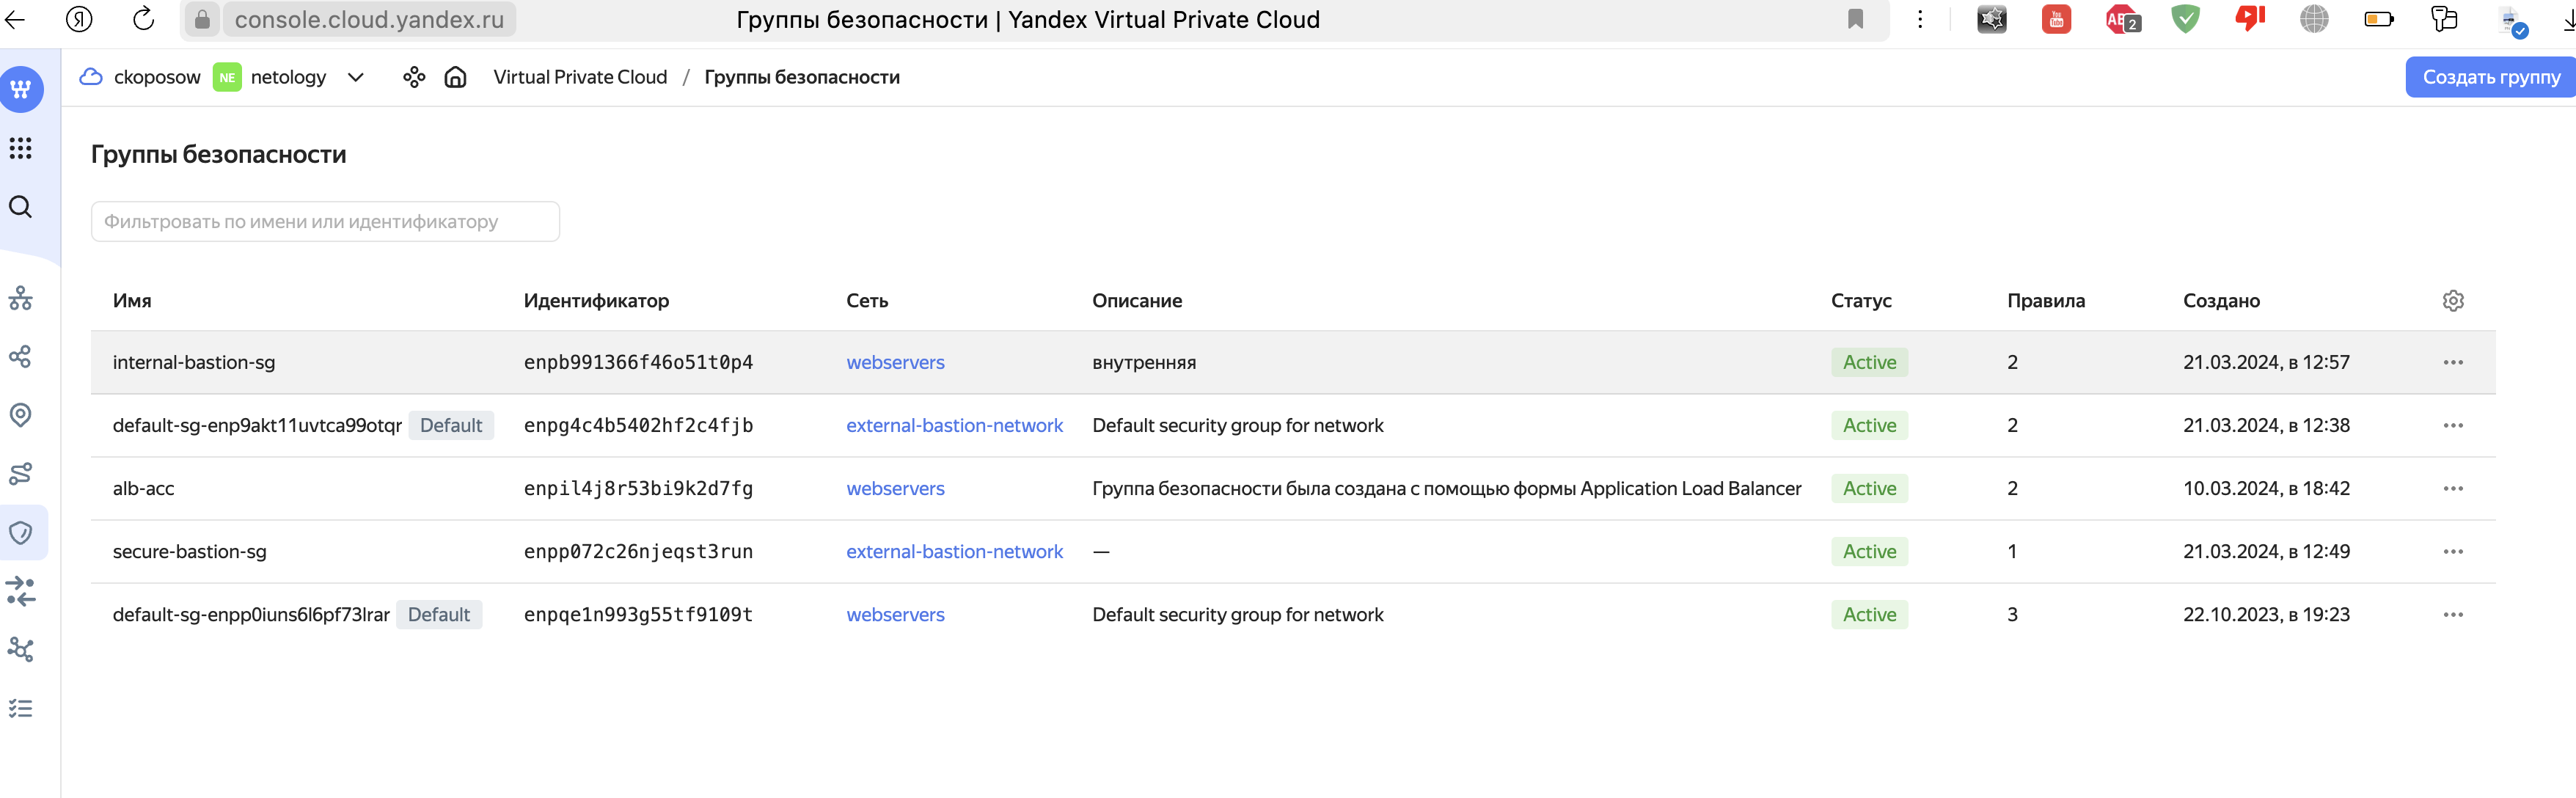 console.cloud.yandex.ru Группы безопасности | Yandex Virtual Private Cloud
ckoposow NE netology Virtual Private Cloud / Группы безопасности Создать группу
Группы безопасности
Фильтровать по имени или идентификатору
Имя Идентификатор Сеть Описание Статус Правила Создано
internal-bastion-sg enpb991366f46o51t0p4 webservers внутренняя Active 2 21.03.2024, в 12:57
default-sg-enp9akt11uvtca99otqr Default enpg4c4b5402hf2c4fjb external-bastion-network Default security group for network Active 2 21.03.2024, в 12:38
alb-acc enpil4j8r53bi9k2d7fg webservers Группа безопасности была создана с помощью формы Application Load Balancer Active 2 10.03.2024, в 18:42
secure-bastion-sg enpp072c26njeqst3run external-bastion-network — Active 1 21.03.2024, в 12:49
default-sg-enpp0iuns6l6pf73lrar Default enpqe1n993g55tf9109t webservers Default security group for network Active 3 22.10.2023, в 19:23